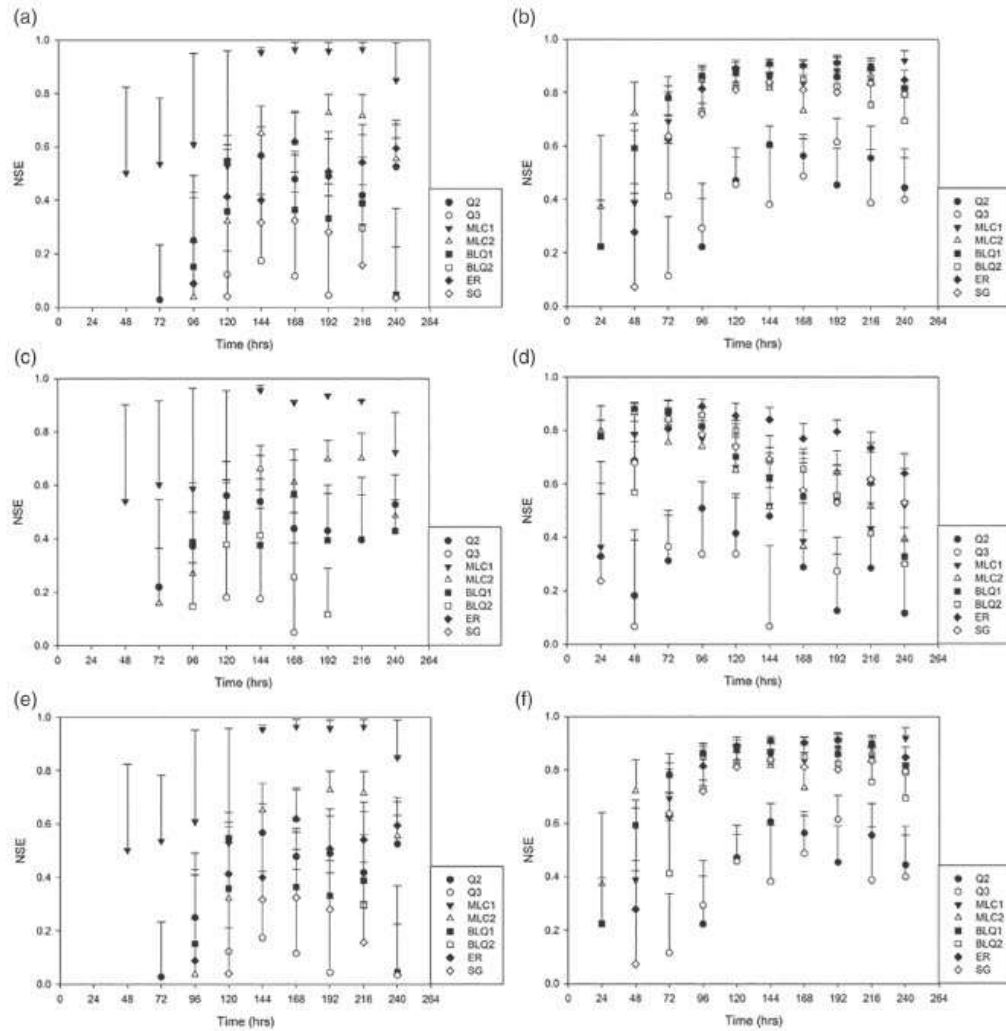 (a)
1.0
0.8
0.6
0.4
0.2
0.0
NSE
0 24 48 72 96 120 144 168 192 216 240 264
Time (hrs)
Q2
Q3
MLC1
MLC2
BLQ1
BLQ2
ER
SG
(b)
1.0
0.8
0.6
0.4
0.2
0.0
NSE
0 24 48 72 96 120 144 168 192 216 240 264
Time (hrs)
Q2
Q3
MLC1
MLC2
BLQ1
BLQ2
ER
SG
(c)
1.0
0.8
0.6
0.4
0.2
0.0
NSE
0 24 48 72 96 120 144 168 192 216 240 264
Time (hrs)
Q2
Q3
MLC1
MLC2
BLQ1
BLQ2
ER
SG
(d)
1.0
0.8
0.6
0.4
0.2
0.0
NSE
0 24 48 72 96 120 144 168 192 216 240 264
Time (hrs)
Q2
Q3
MLC1
MLC2
BLQ1
BLQ2
ER
SG
(e)
1.0
0.8
0.6
0.4
0.2
0.0
NSE
0 24 48 72 96 120 144 168 192 216 240 264
Time (hrs)
Q2
Q3
MLC1
MLC2
BLQ1
BLQ2
ER
SG
(f)
1.0
0.8
0.6
0.4
0.2
0.0
NSE
0 24 48 72 96 120 144 168 192 216 240 264
Time (hrs)
Q2
Q3
MLC1
MLC2
BLQ1
BLQ2
ER
SG